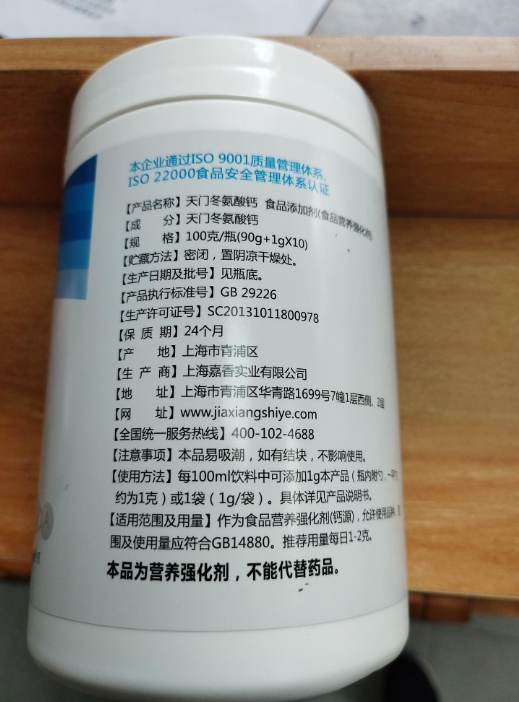 本企业通过ISO 9001质量管理体系,
ISO 22000食品安全管理体系认证
【产品名称】天门冬氨酸钙 食品添加剂(食品营养强化剂)
【成 分】天门冬氨酸钙
【规 格】100克/瓶(90g+1gX10)
【贮藏方法】密闭，置阴凉干燥处。
【生产日期及批号】见瓶底。
【产品执行标准号】GB 29226
【生产许可证号】SC20131011800978
【保 质 期】24个月
【产 地】上海市青浦区
【生 产 商】上海嘉香实业有限公司
【地 址】上海市青浦区华青路1699号7幢1层西侧、2层
【网 址】www.jiaxiangshiye.com
【全国统一服务热线】400-102-4688
【注意事项】本品易吸潮，如有结块，不影响使用。
【使用方法】每100ml饮料中可添加1g本产品（瓶内附勺，一平勺
约为1克）或1袋（1g/袋）。具体详见产品说明书。
【适用范围及用量】作为食品营养强化剂(钙源)，允许使用品种、
围及使用量应符合GB14880。推荐用量每日1-2克。
本品为营养强化剂，不能代替药品。